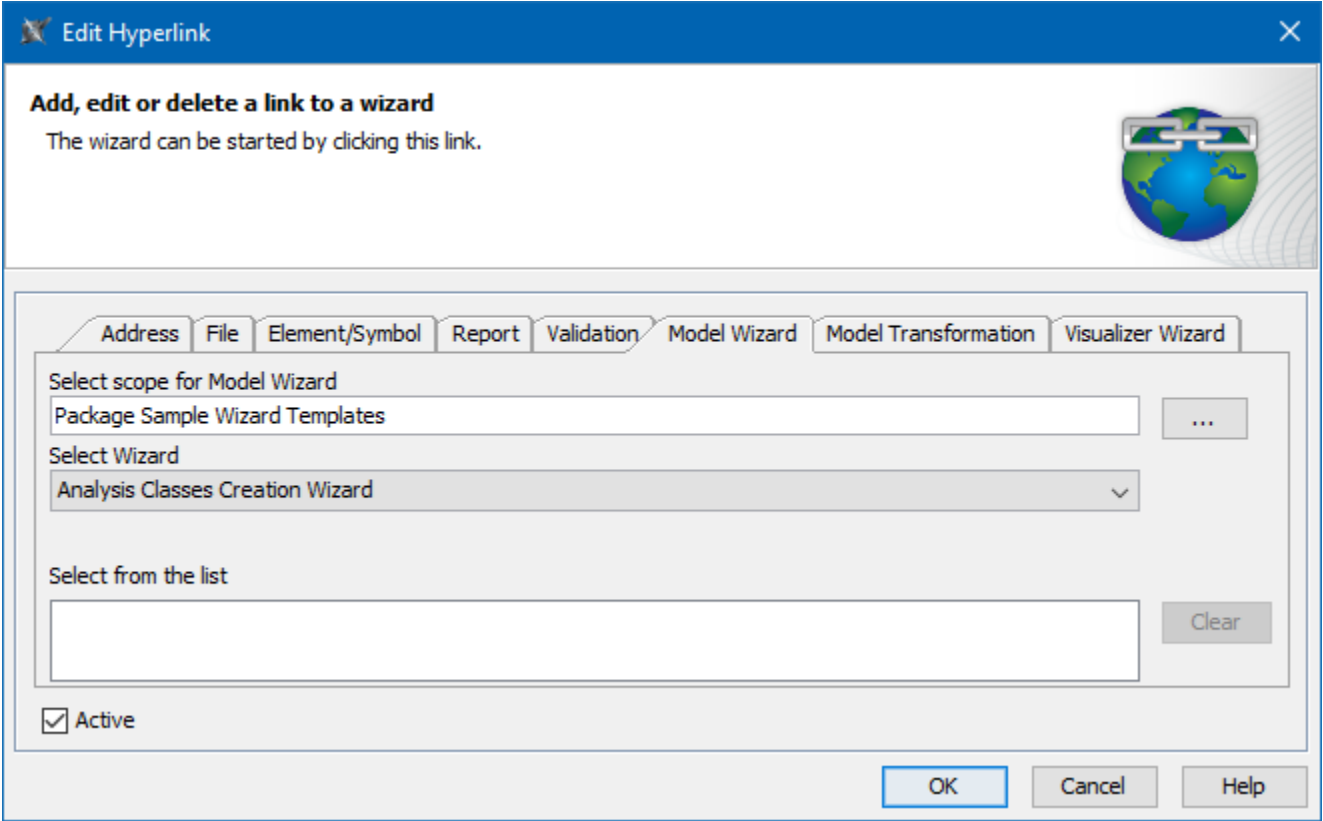 Edit Hyperlink
Add, edit or delete a link to a wizard
The wizard can be started by clicking this link.
Address File Element/Symbol Report Validation Model Wizard Model Transformation Visualizer Wizard
Select scope for Model Wizard
Package Sample Wizard Templates ...
Select Wizard
Analysis Classes Creation Wizard
Select from the list
Clear
Active
OK Cancel Help